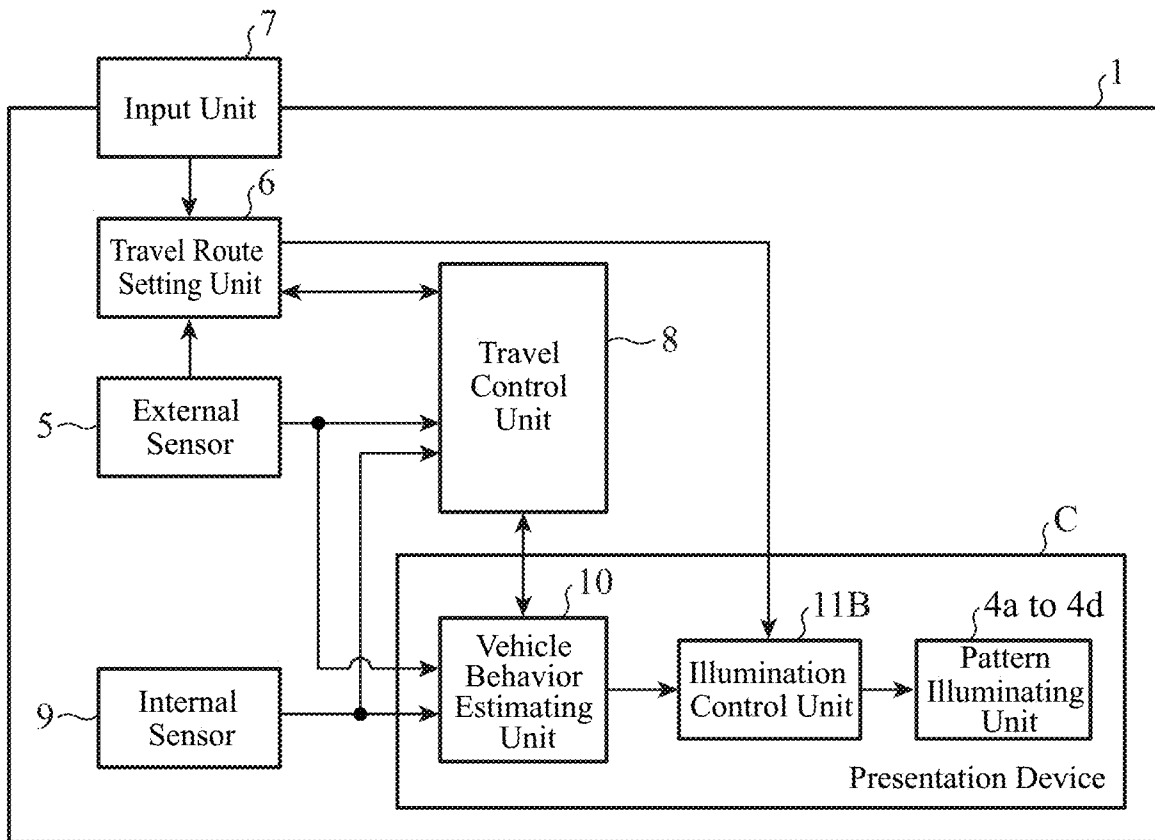 7
1
Input Unit
6
Travel Route
Setting Unit
8
Travel
Control
Unit
5
External
Sensor
C
10
11B
4a to 4d
Vehicle
Behavior
Estimating
Unit
Illumination
Control Unit
Pattern
Illuminating
Unit
9
Internal
Sensor
Presentation Device